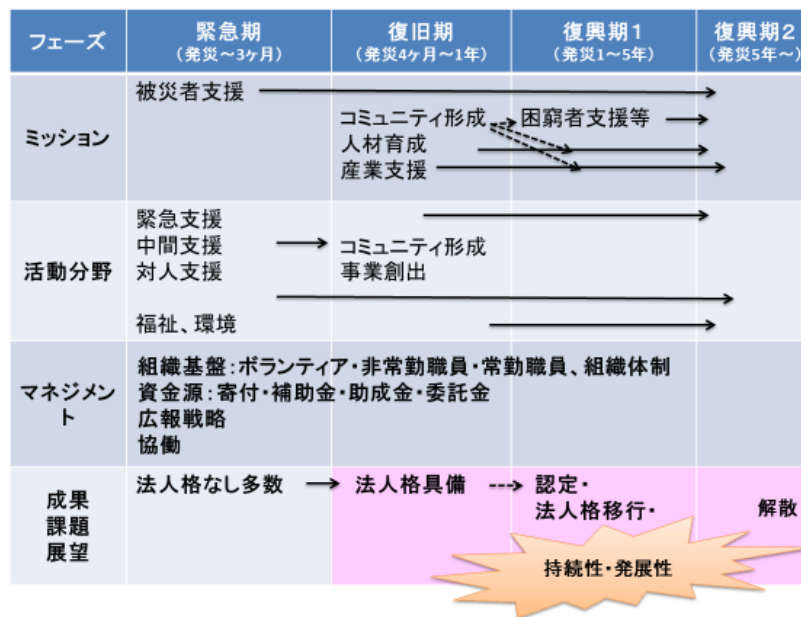 フェーズ
緊急期
(発災～3ヶ月)
復旧期
(発災4ヶ月～1年)
復興期1
(発災1～5年)
復興期2
(発災5年～)
ミッション
被災者支援
コミュニティ形成
困窮者支援等
人材育成
産業支援
活動分野
緊急支援
中間支援
コミュニティ形成
対人支援
事業創出
福祉、環境
マネジメン
ト
組織基盤:ボランティア・非常勤職員・常勤職員、組織体制
資金源:寄付・補助金・助成金・委託金
広報戦略
協働
成果
課題
展望
法人格なし多数
法人格具備
認定・
法人格移行・
解散
持続性・発展性